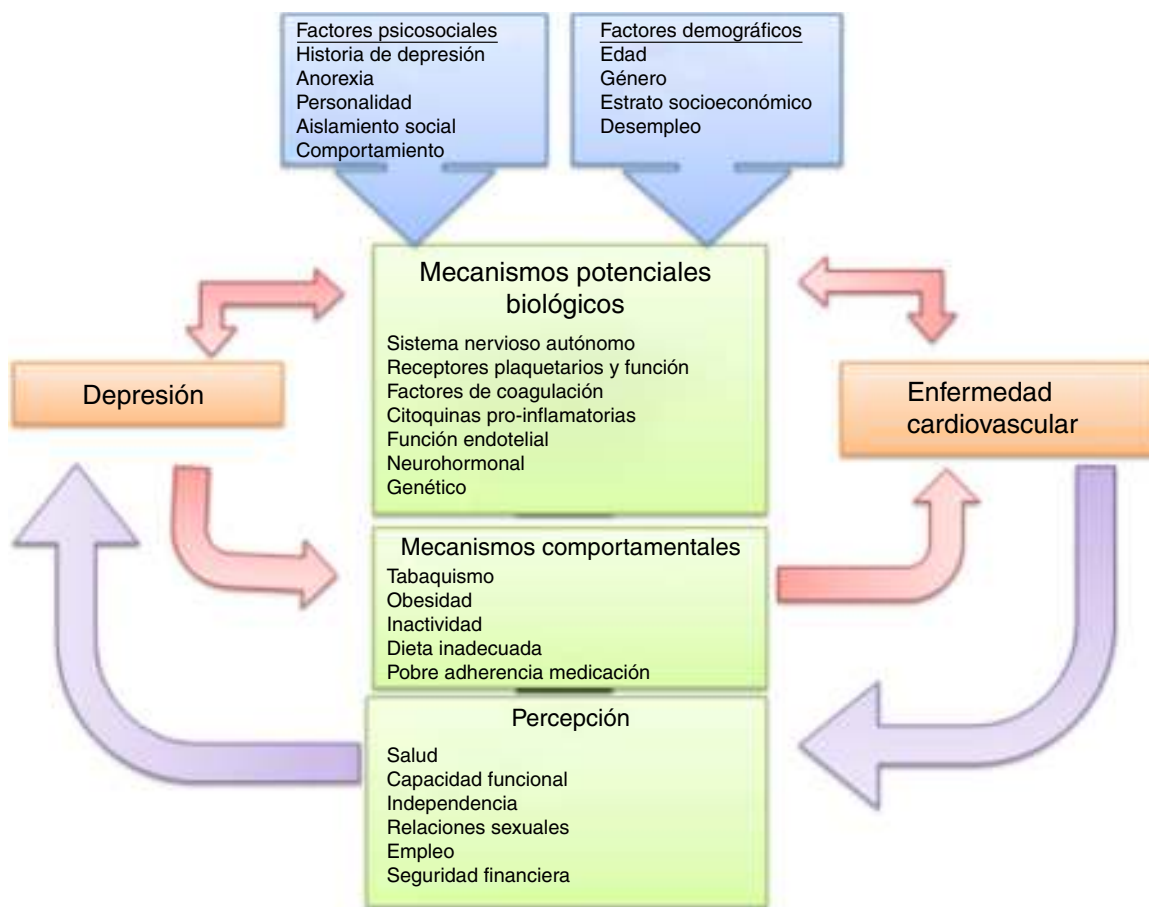 Factores psicosociales
Historia de depresión
Anorexia
Personalidad
Aislamiento social
Comportamiento
Factores demográficos
Edad
Género
Estrato socioeconómico
Desempleo
Mecanismos potenciales
biológicos
Sistema nervioso autónomo
Receptores plaquetarios y función
Factores de coagulación
Citoquinas pro-inflamatorias
Función endotelial
Neurohormonal
Genético
Depresión
Enfermedad
cardiovascular
Mecanismos comportamentales
Tabaquismo
Obesidad
Inactividad
Dieta inadecuada
Pobre adherencia medicación
Percepción
Salud
Capacidad funcional
Independencia
Relaciones sexuales
Empleo
Seguridad financiera